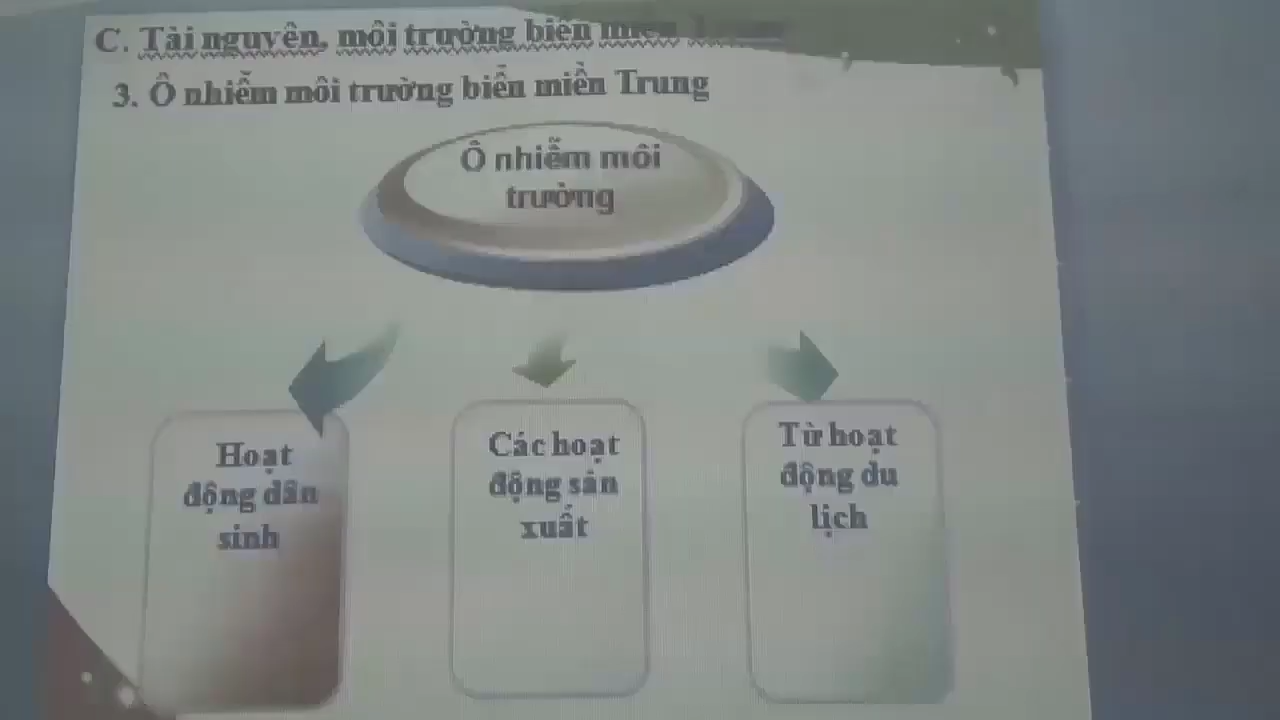 C. Tài nguyên, môi trường biển miền
3. Ô nhiễm môi trường biển miền Trung
Ô nhiễm môi
trường
Hoạt
động dân
sinh
Các hoạt
động sản
xuất
Từ hoạt
động du
lịch